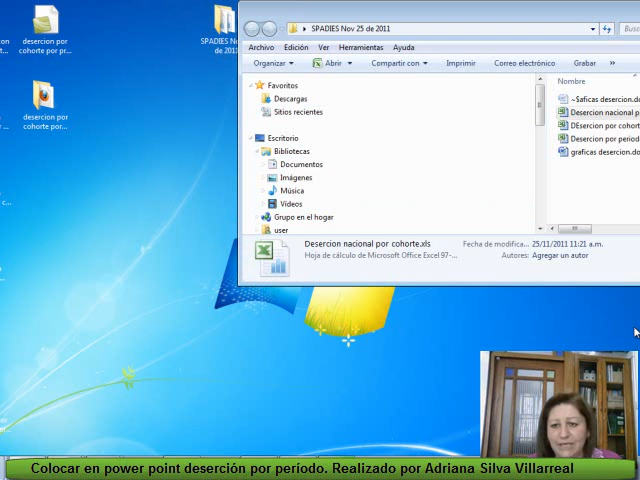 desercion por
cohorte por pr...
desercion por
cohorte por...
SPADIES Nov
de 2011
SPADIES Nov 25 de 2011
Archivo Edición Ver Herramientas Ayuda
Organizar Abrir Compartir con Imprimir Correo electrónico Grabar »
Favoritos
Descargas
Sitios recientes
Escritorio
Bibliotecas
Documentos
Imágenes
Música
Vídeos
Grupo en el hogar
user
Nombre
~$aficas desercion.do
Desercion nacional p
DEsercion por cohort
Desercion por period
graficas desercion.do
Desercion nacional por cohorte.xls Fecha de modifica... 25/11/2011 11:21 a.m.
Hoja de cálculo de Microsoft Office Excel 97-... Autores: Agregar un autor
Colocar en power point deserción por período. Realizado por Adriana Silva Villarreal